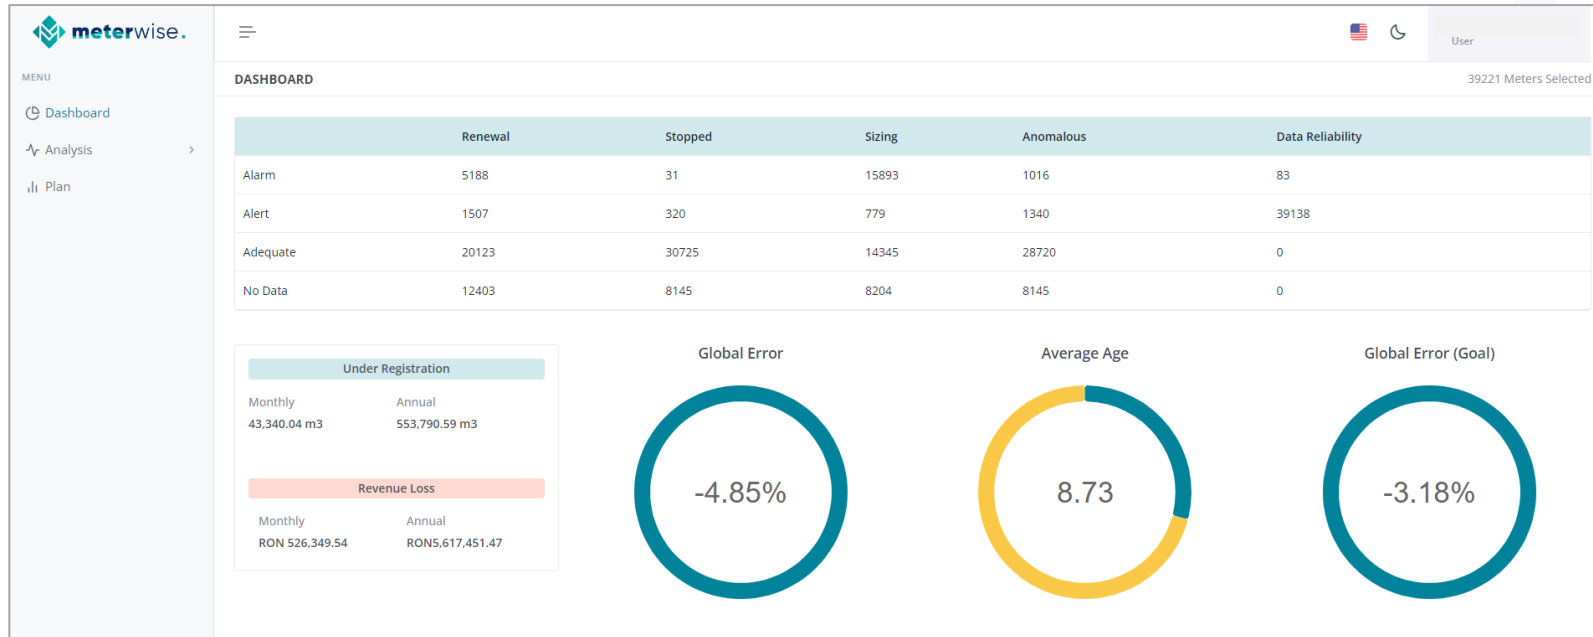 meterwise.
User
MENU
DASHBOARD
39221 Meters Selected
Dashboard
Analysis
Plan
Renewal Stopped Sizing Anomalous Data Reliability
Alarm 5188 31 15893 1016 83
Alert 1507 320 779 1340 39138
Adequate 20123 30725 14345 28720 0
No Data 12403 8145 8204 8145 0
Under Registration
Monthly Annual
43,340.04 m3 553,790.59 m3
Revenue Loss
Monthly Annual
RON 526,349.54 RON5,617,451.47
Global Error
-4.85%
Average Age
8.73
Global Error (Goal)
-3.18%